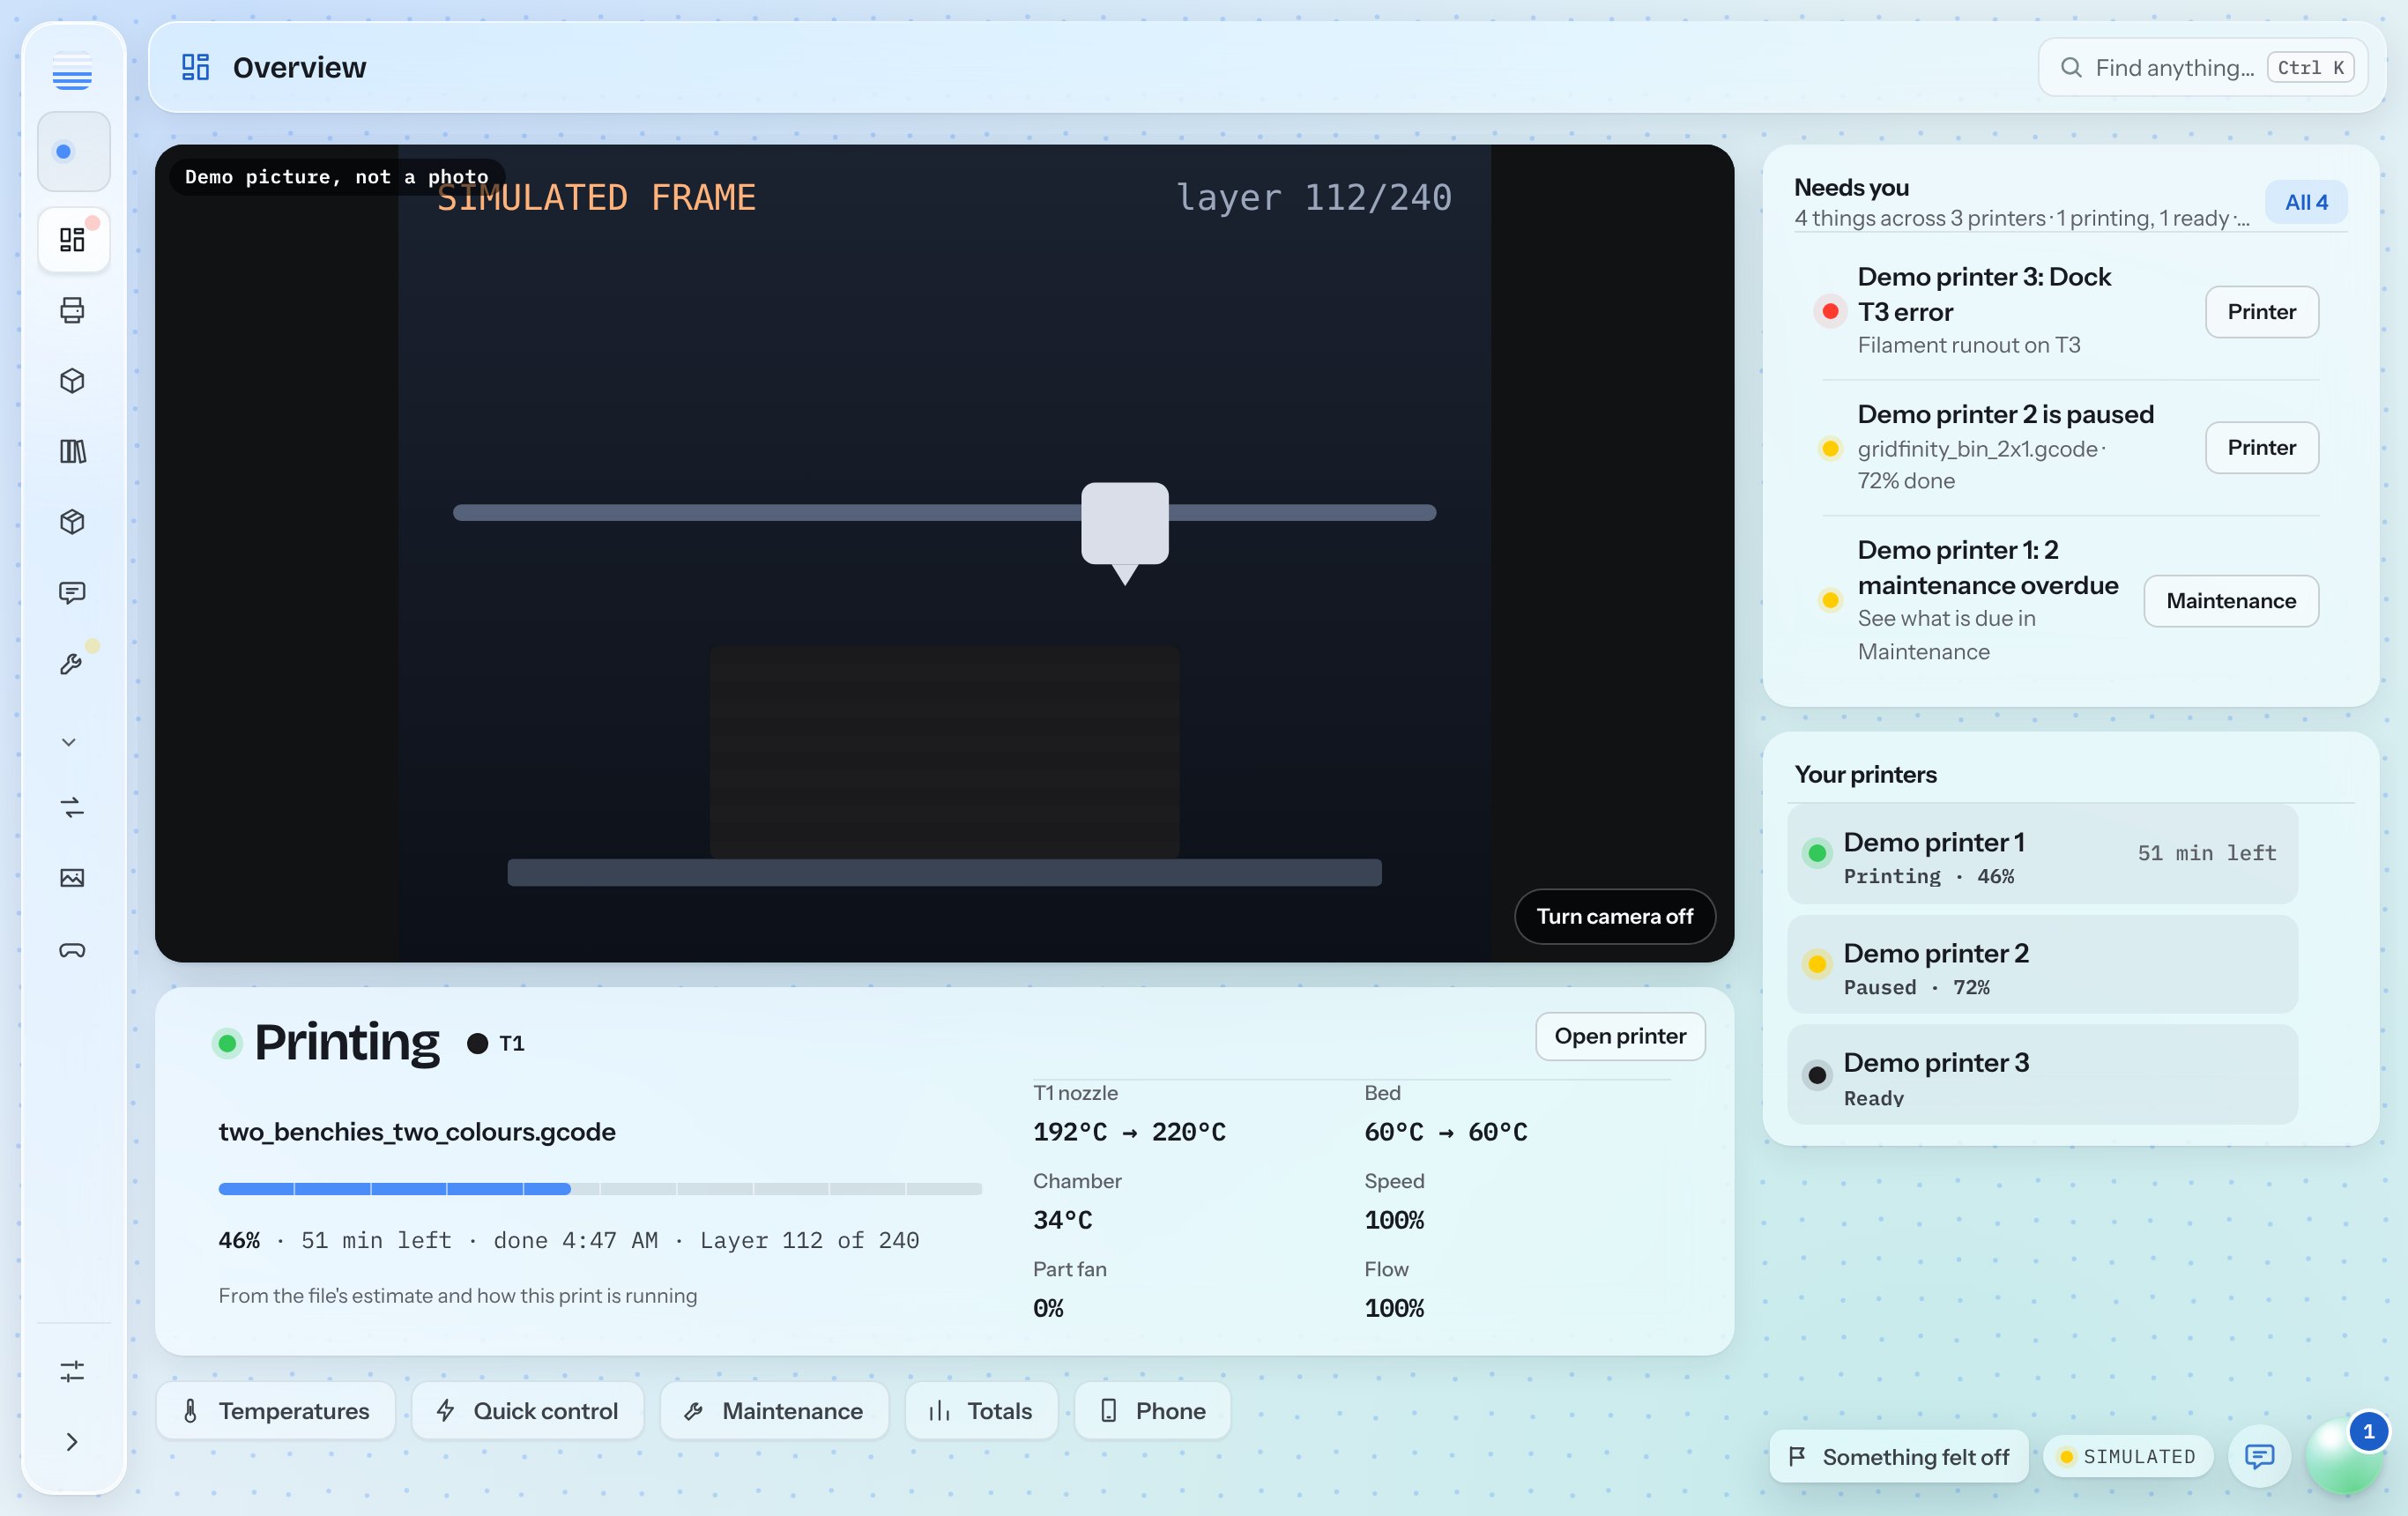 Overview
Find anything... Ctrl K
Demo picture, not a photo
SIMULATED FRAME
layer 112/240
Turn camera off
Needs you
4 things across 3 printers · 1 printing, 1 ready ·...
All 4
Demo printer 3: Dock
T3 error
Filament runout on T3
Printer
Demo printer 2 is paused
gridfinity_bin_2x1.gcode ·
72% done
Printer
Demo printer 1: 2
maintenance overdue
See what is due in
Maintenance
Maintenance
Your printers
Demo printer 1
Printing · 46%
51 min left
Demo printer 2
Paused · 72%
Demo printer 3
Ready
Printing
T1
Open printer
two_benchies_two_colours.gcode
46% · 51 min left · done 4:47 AM · Layer 112 of 240
From the file's estimate and how this print is running
T1 nozzle
192°C → 220°C
Bed
60°C → 60°C
Chamber
34°C
Speed
100%
Part fan
0%
Flow
100%
Temperatures
Quick control
Maintenance
Totals
Phone
Something felt off
SIMULATED
1